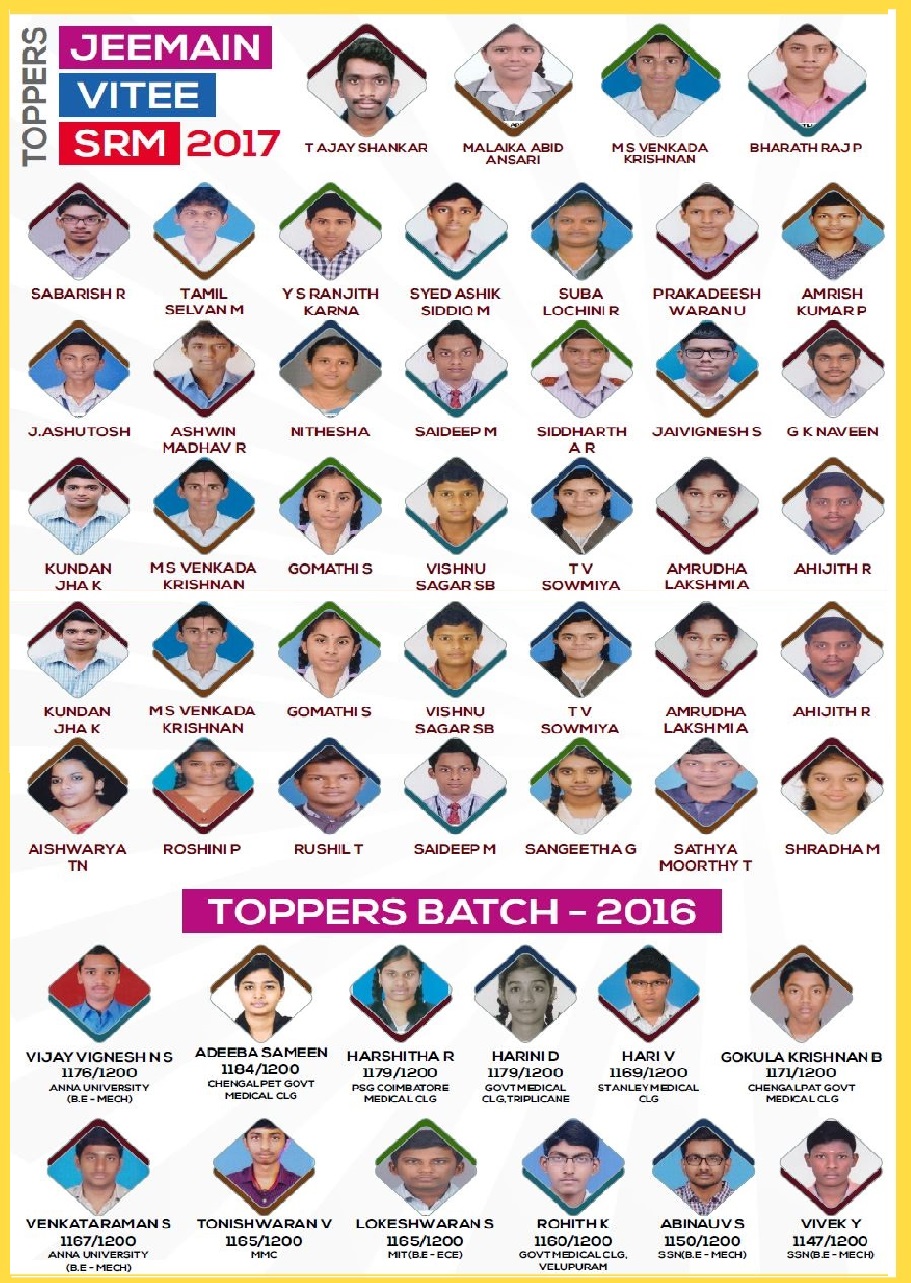 TOPPERS
JEEMAIN
VITEE
SRM 2017
T AJAY SHANKAR
MALAIKA ABID
ANSARI
M S VENKADA
KRISHNAN
BHARATH RAJ P
SABARISH R
TAMIL
SELVAN M
Y S RANJITH
KARNA
SYED ASHIK
SIDDIQ M
SUBA
LOCHINI R
PRAKADEESH
WARAN U
AMRISH
KUMAR P
J.ASHUTOSH
ASHWIN
MADHAV R
NITHESHA
SAIDEEP M
SIDDHARTH
A R
JAIVIGNESH S
G K NAVEEN
KUNDAN
JHA K
M S VENKADA
KRISHNAN
GOMATHI S
VISHNU
SAGAR SB
T V
SOWMIYA
AMRUDHA
LAKSHMI A
AHIJITH R
KUNDAN
JHA K
M S VENKADA
KRISHNAN
GOMATHI S
VISHNU
SAGAR SB
T V
SOWMIYA
AMRUDHA
LAKSHMI A
AHIJITH R
AISHWARYA
TN
ROSHINI P
RUSHIL T
SAIDEEP M
SANGEETHA G
SATHYA
MOORTHY T
SHRADHA M
TOPPERS BATCH - 2016
VIJAY VIGNESH N S
1176/1200
ANNA UNIVERSITY
(B.E - MECH)
ADEEBA SAMEEN
1184/1200
CHENGALPET GOVT
MEDICAL CLG
HARSHITHA R
1179/1200
PSG COIMBATORE
MEDICAL CLG
HARINI D
1179/1200
GOVT MEDICAL
CLG,TRIPLICANE
HARI V
1169/1200
STANLEY MEDICAL
CLG
GOKULA KRISHNAN B
1171/1200
CHENGALPAT GOVT
MEDICAL CLG
VENKATARAMAN S
1167/1200
ANNA UNIVERSITY
(B.E - MECH)
TONISHWARAN V
1165/1200
MMC
LOKESHWARAN S
1165/1200
MIT(B.E - ECE)
ROHITH K
1160/1200
GOVT MEDICAL CLG,
VELLUPURAM
ABINAUV S
1150/1200
SSN(B.E - MECH)
VIVEK Y
1147/1200
SSN(B.E - MECH)